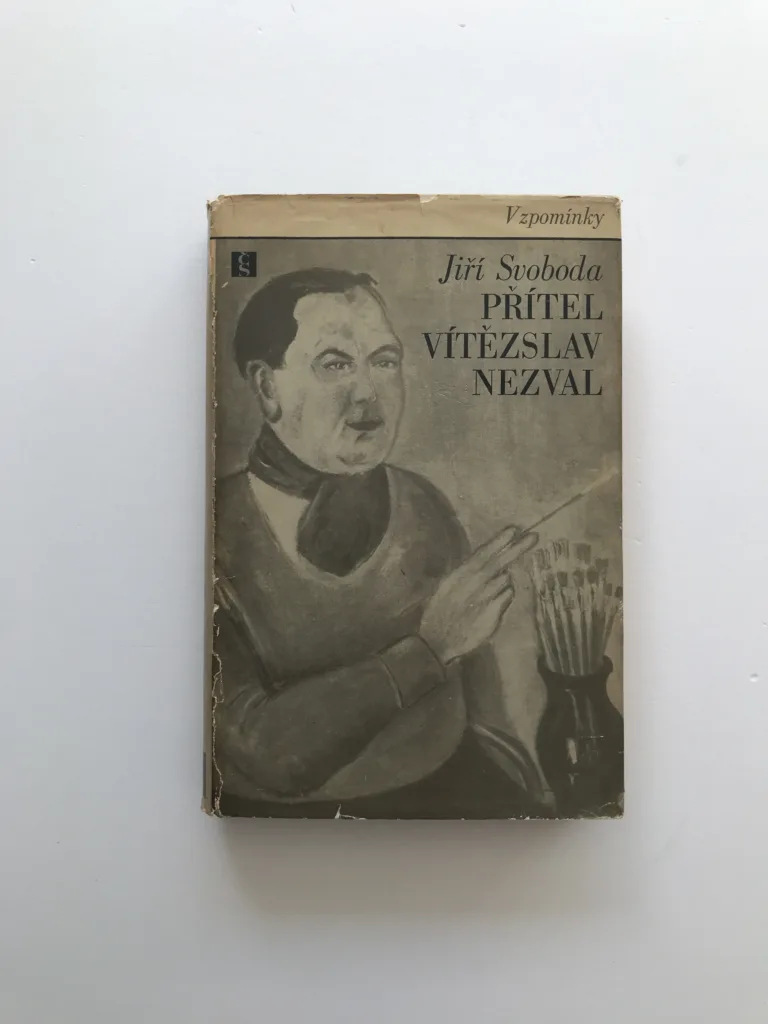 Vzpomínky
ČS
Jiří Svoboda
PŘÍTEL
VÍTĚZSLAV
NEZVAL